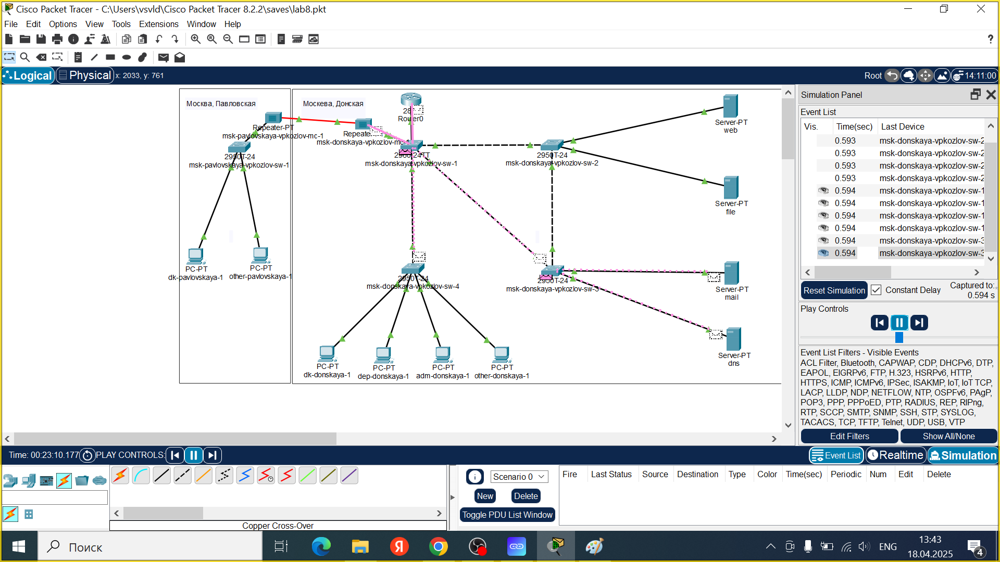 Cisco Packet Tracer - C:\Users\vsvld\Cisco Packet Tracer 8.2.2\saves\lab8.pkt
File Edit Options View Tools Extensions Window Help
?
Logical Physical x: 2033, y: 761
Root 14:11:00
Москва, Павловская
Москева, Донская
Router0
Repeater-PT
msk-pavlovskaya-vpkozlov-mc-1
2950T-24
msk-pavlovskaya-vpkozlov-sw-1
msk-donskaya-vpkozlov-mc-
2960-24TT
msk-donskaya-vpkozlov-sw-1
2950T-24
msk-donskaya-vpkozlov-sw-2
Server-PT
web
Server-PT
file
PC-PT
dk-pavlovskaya-1
PC-PT
other-pavlovskaya-1
2950T-24
msk-donskaya-vpkozlov-sw-4
2950T-24
msk-donskaya-vpkozlov-sw-3
Server-PT
mail
Server-PT
dns
PC-PT
dk-donskaya-1
PC-PT
dep-donskaya-1
PC-PT
adm-donskaya-1
PC-PT
other-donskaya-1
Simulation Panel
Event List
Vis. Time(sec) Last Device
0.593 msk-donskaya-vpkozlov-sw-2
0.593 msk-donskaya-vpkozlov-sw-2
0.593 msk-donskaya-vpkozlov-sw-2
0.593 msk-donskaya-vpkozlov-sw-2
0.594 msk-donskaya-vpkozlov-sw-1
0.594 msk-donskaya-vpkozlov-sw-1
0.594 msk-donskaya-vpkozlov-sw-1
0.594 msk-donskaya-vpkozlov-sw-1
0.594 msk-donskaya-vpkozlov-sw-3
0.594 msk-donskaya-vpkozlov-sw-3
Reset Simulation Constant Delay Captured to:
0.594 s
Play Controls
Event List Filters - Visible Events
ACL Filter, Bluetooth, CAPWAP, CDP, DHCPv6, DTP,
EAPOL, EIGRPv6, FTP, H.323, HSRPv6, HTTP,
HTTPS, ICMP, ICMPv6, IPSec, ISAKMP, IoT, IoT TCP,
LACP, LLDP, NDP, NETFLOW, NTP, OSPFv6, PAgP,
POP3, PPP, PPPoED, PTP, RADIUS, REP, RIPng,
RTP, SCCP, SMTP, SNMP, SSH, STP, SYSLOG,
TACACS, TCP, TFTP, Telnet, UDP, USB, VTP
Edit Filters Show All/None
Time: 00:23:10.177 PLAY CONTROLS:
Event List Realtime Simulation
Scenario 0
New Delete
Toggle PDU List Window
Fire Last Status Source Destination Type Color Time(sec) Periodic Num Edit Delete
Copper Cross-Over
Поиск
ENG
13:43
18.04.2025
4